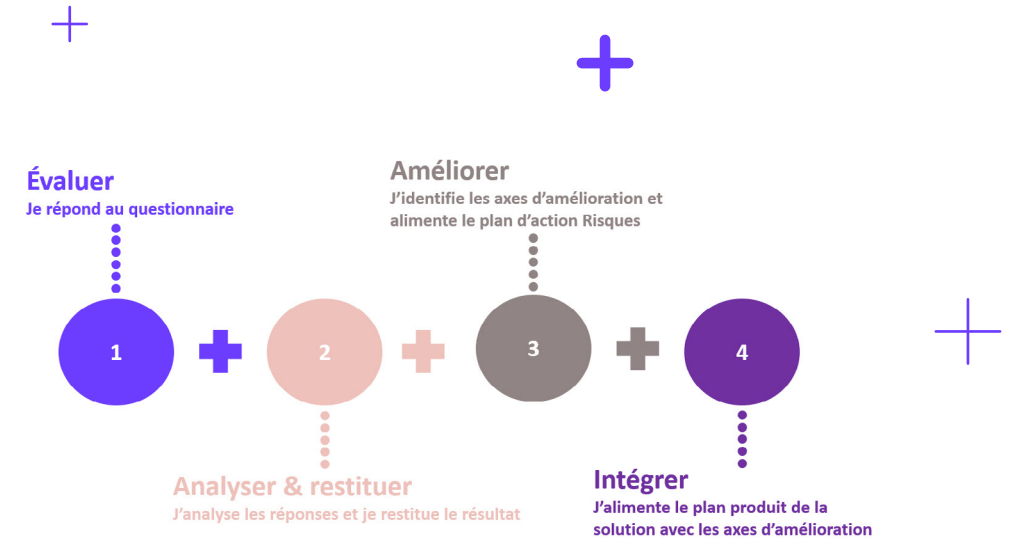 Évaluer
Je répond au questionnaire
Améliorer
J'identifie les axes d'amélioration et
alimente le plan d'action Risques
1
2
3
4
Analyser & restituer
J'analyse les réponses et je restitue le résultat
Intégrer
J'alimente le plan produit de la
solution avec les axes d'amélioration